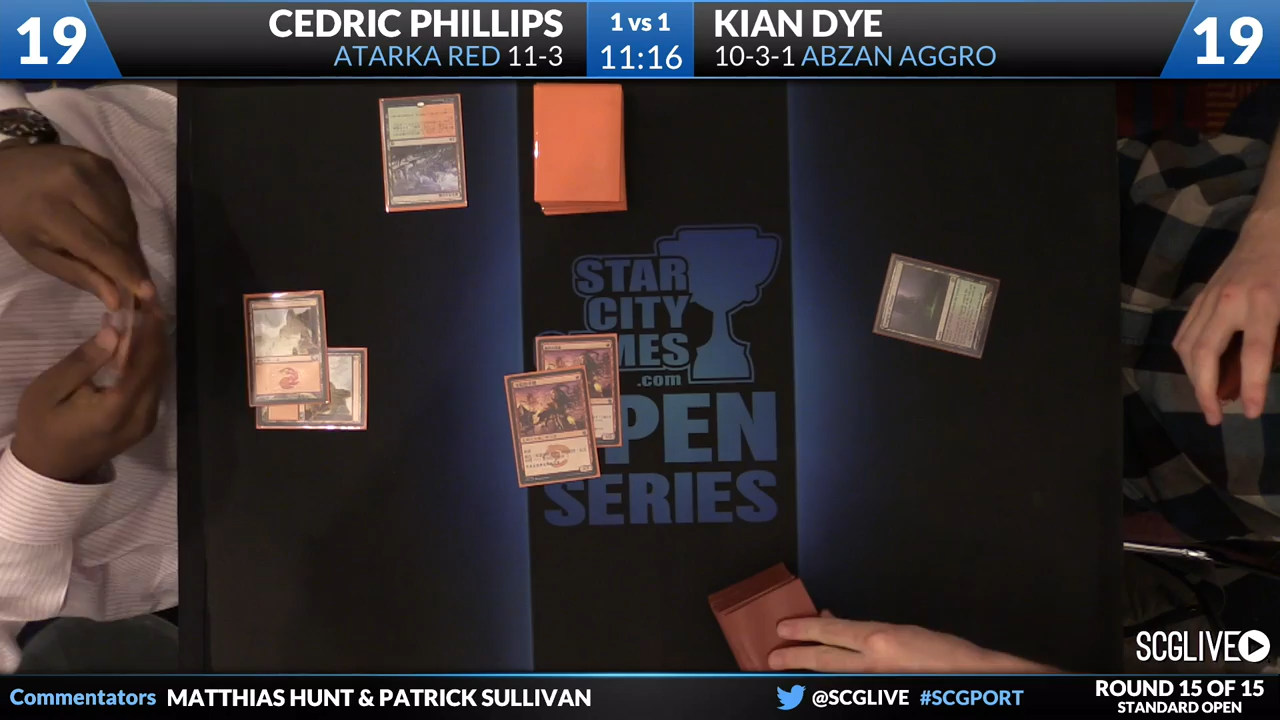 19
CEDRIC PHILLIPS
ATARKA RED 11-3
1 vs 1
11:16
KIAN DYE
10-3-1 ABZAN AGGRO
19
STAR
CITY
GAMES
.com
OPEN
SERIES
SCGLIVE
Commentators MATTHIAS HUNT & PATRICK SULLIVAN
@SCGLIVE #SCGPORT
ROUND 15 OF 15
STANDARD OPEN